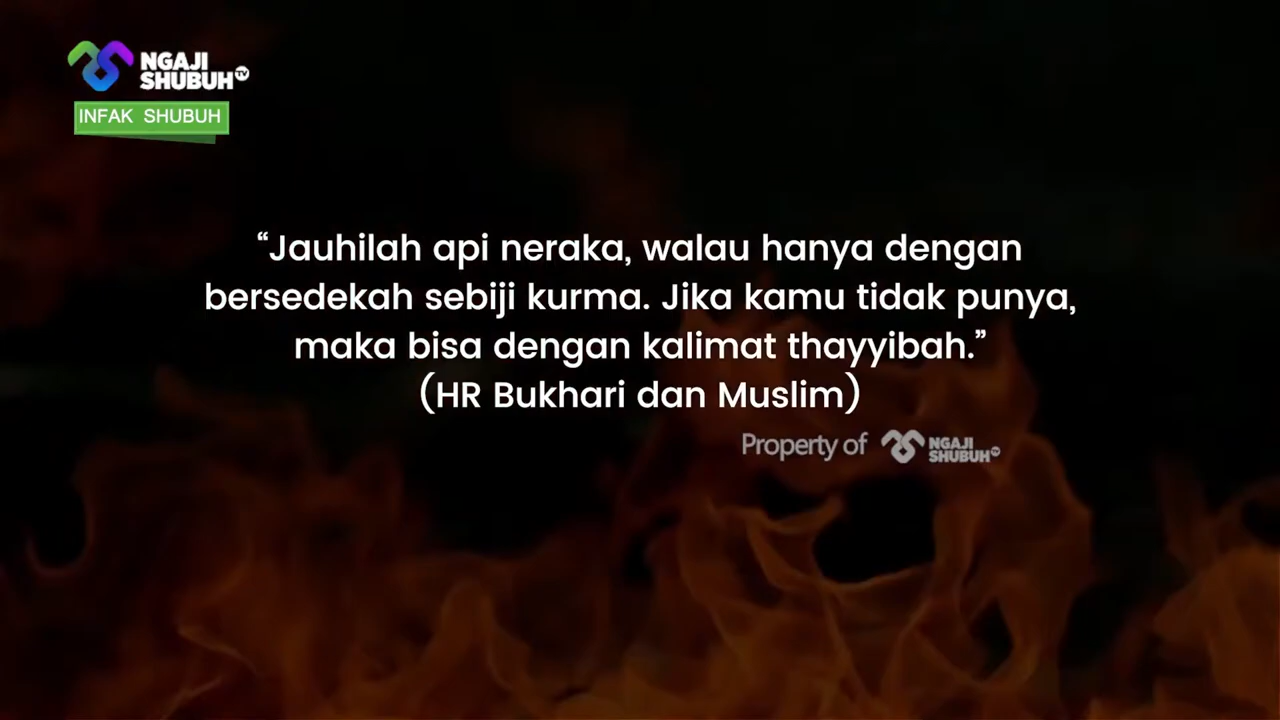 NGAJI
SHUBUH TV
INFAK SHUBUH
“Jauhilah api neraka, walau hanya dengan
bersedekah sebiji kurma. Jika kamu tidak punya,
maka bisa dengan kalimat thayyibah.”
(HR Bukhari dan Muslim)
Property of NGAJI
SHUBUH TV